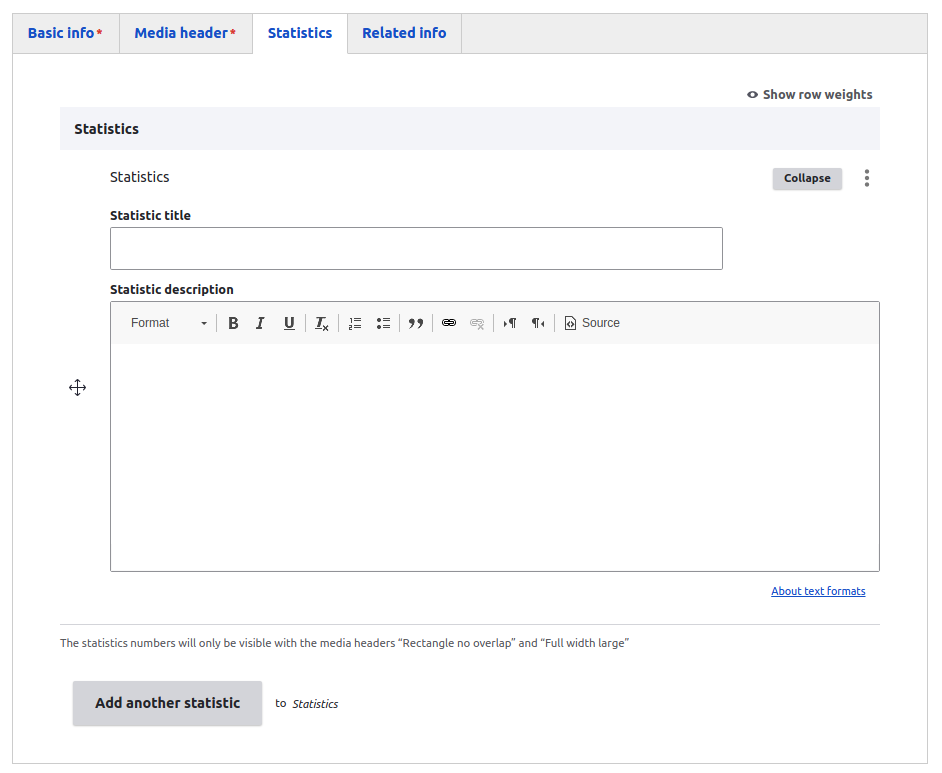 Basic info* Media header* Statistics Related info
Show row weights
Statistics
Statistics Collapse
Statistic title
Statistic description
Format B I U Tx Source
About text formats
The statistics numbers will only be visible with the media headers “Rectangle no overlap” and “Full width large”
Add another statistic to Statistics